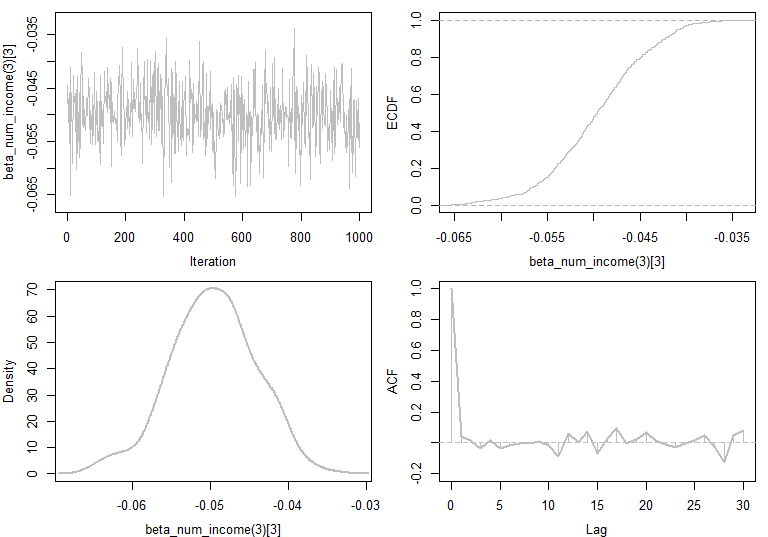 beta_num_income(3)[3]
-0.065 -0.055 -0.045 -0.035
0 200 400 600 800 1000
Iteration
ECDF
0.0 0.2 0.4 0.6 0.8 1.0
-0.065 -0.055 -0.045 -0.035
beta_num_income(3)[3]
Density
0 10 20 30 40 50 60 70
-0.06 -0.05 -0.04 -0.03
beta_num_income(3)[3]
ACF
-0.2 0.2 0.4 0.6 0.8 1.0
0 5 10 15 20 25 30
Lag